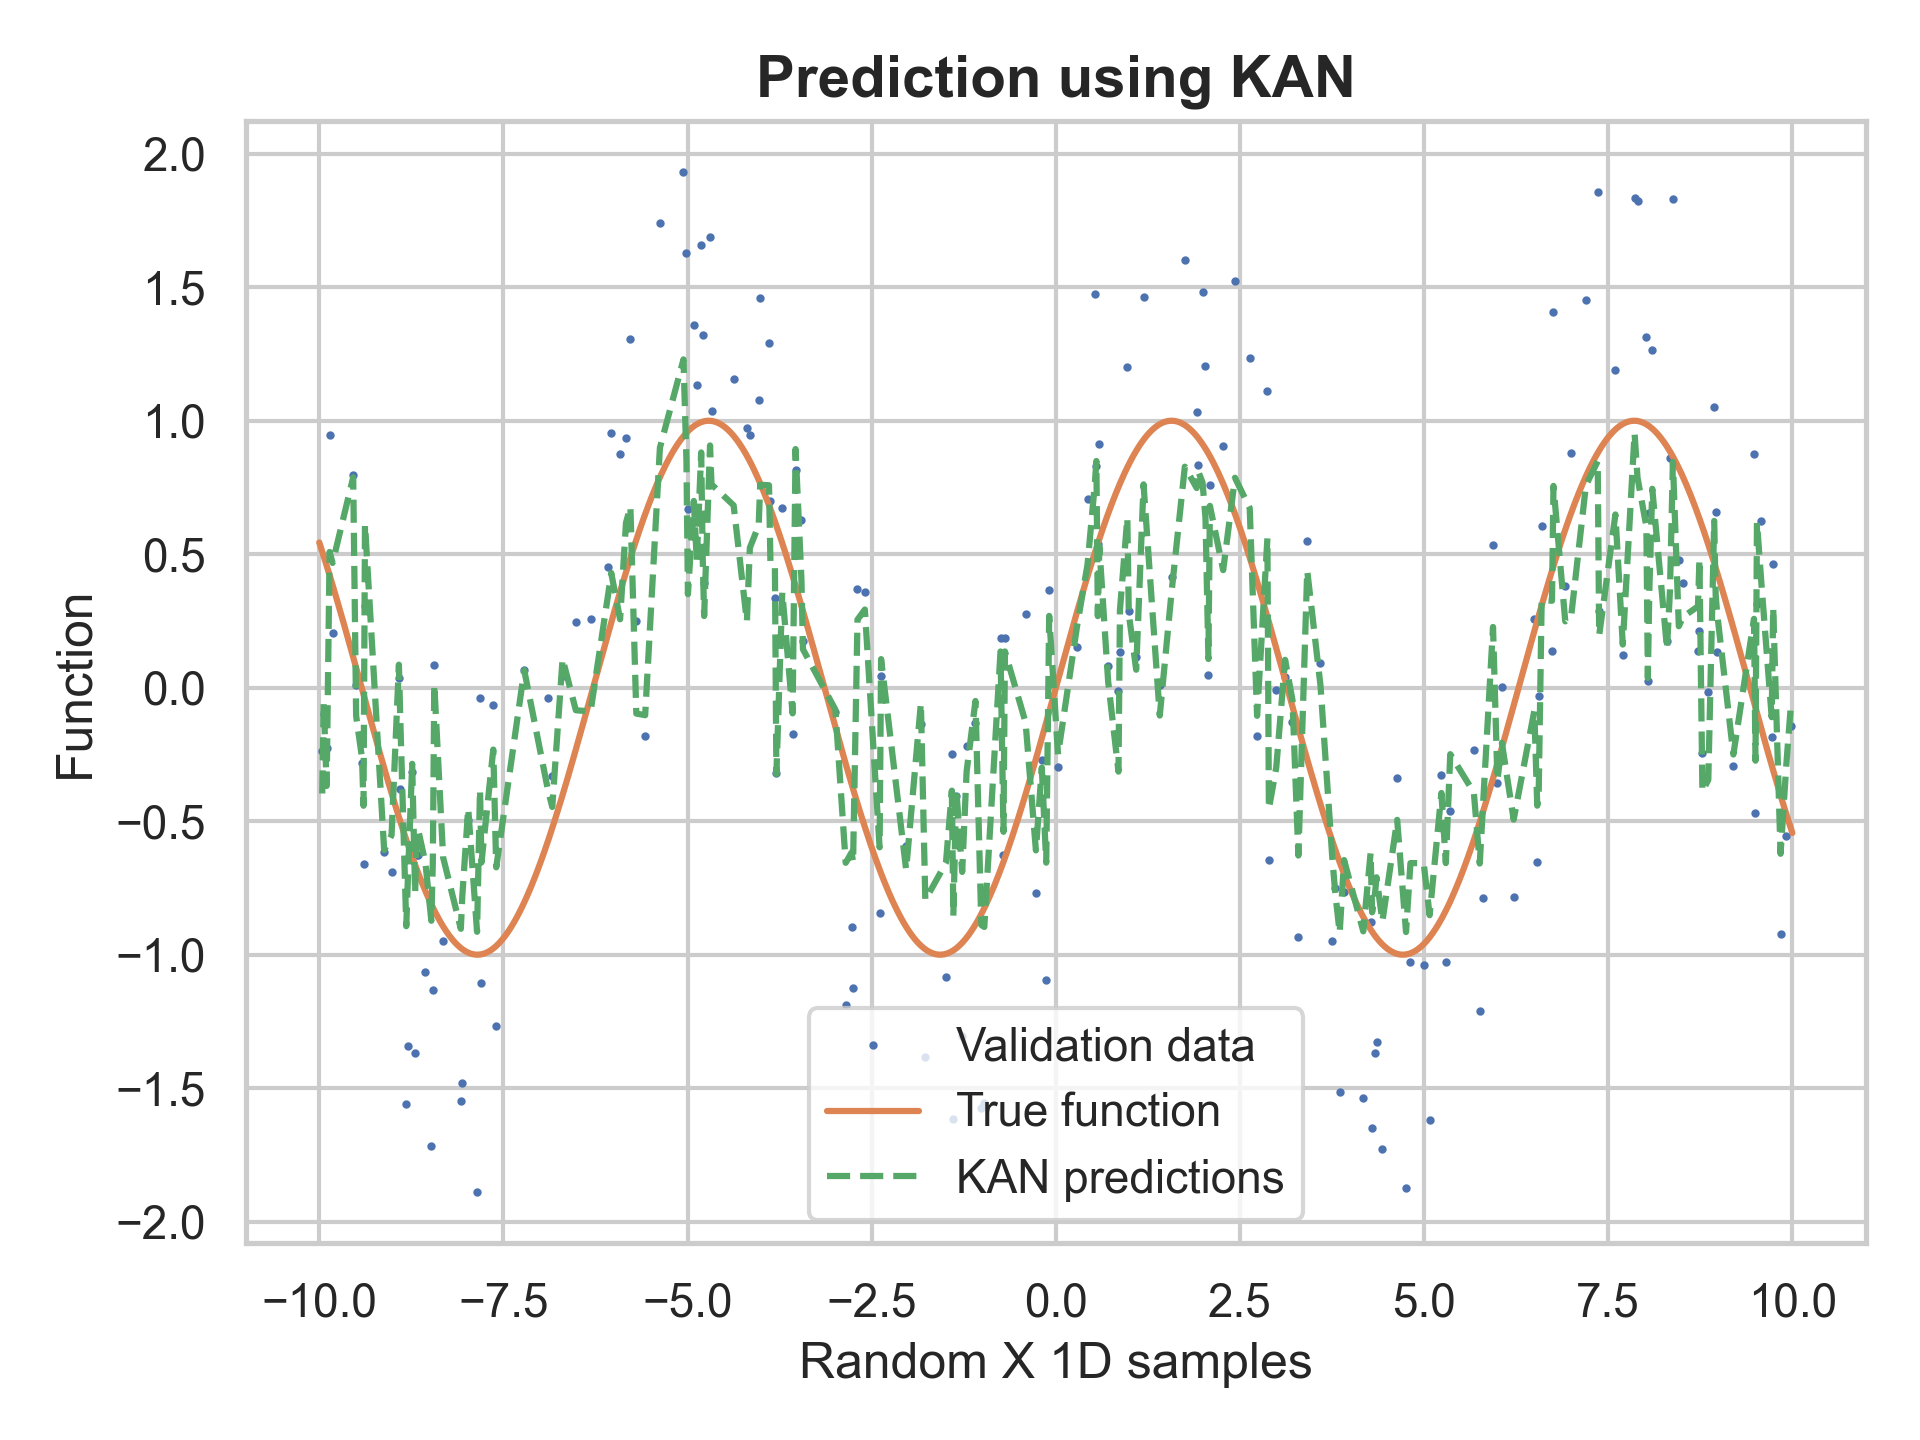 Prediction using KAN
2.0
1.5
1.0
0.5
0.0
−0.5
−1.0
−1.5
−2.0
Function
Validation data
True function
KAN predictions
−10.0 −7.5 −5.0 −2.5 0.0 2.5 5.0 7.5 10.0
Random X 1D samples